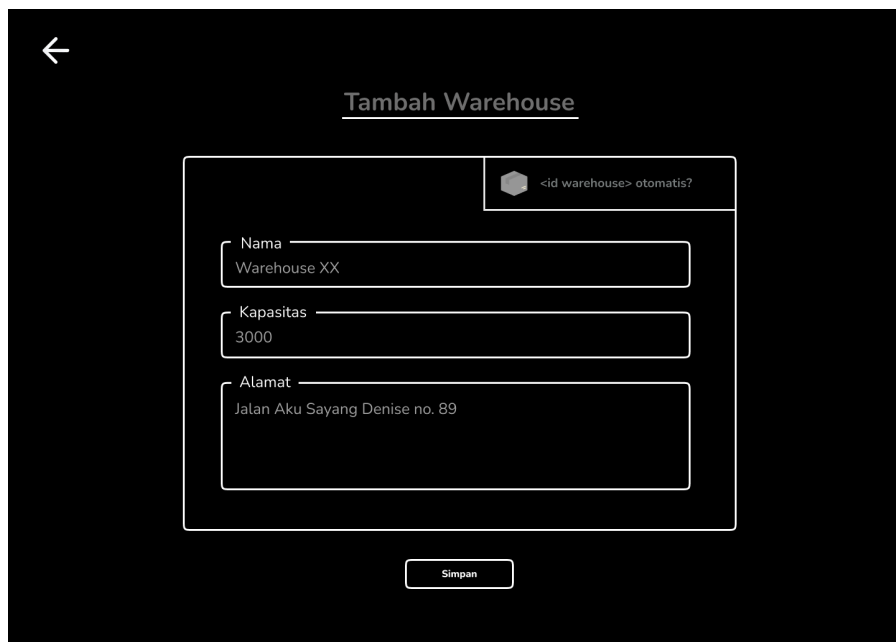 Tambah Warehouse
<id warehouse> otomatis?
Nama
Warehouse XX
Kapasitas
3000
Alamat
Jalan Aku Sayang Denise no. 89
Simpan